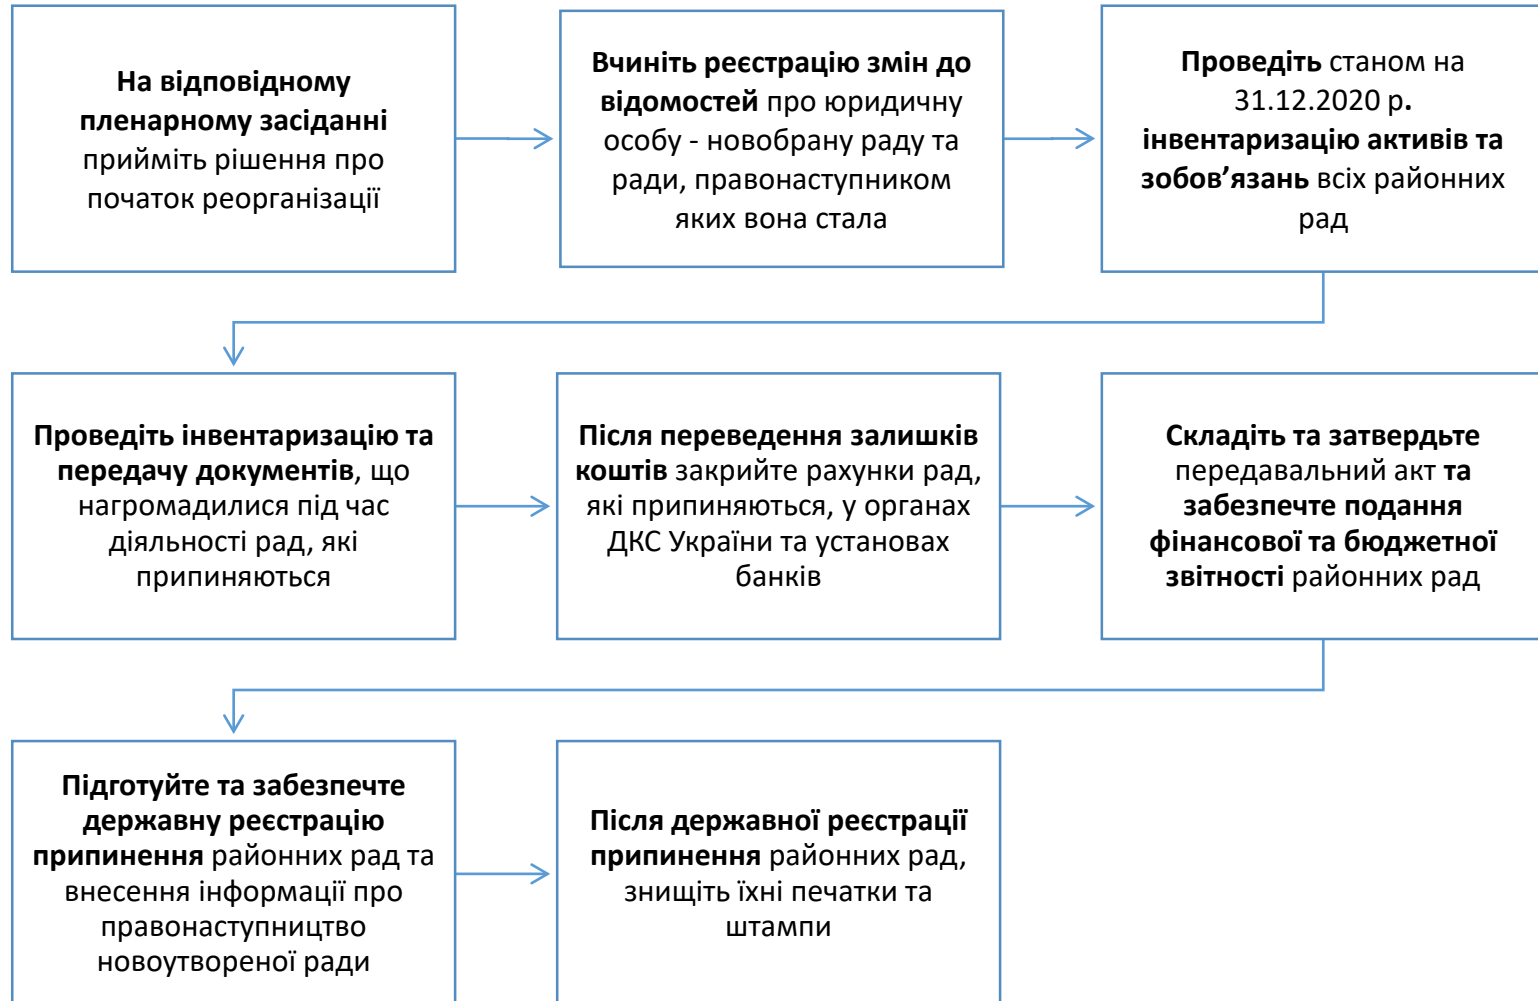 На відповідному
пленарному засіданні
прийміть рішення про
початок реорганізації
Вчиніть реєстрацію змін до
відомостей про юридичну
особу - новобрану раду та
ради, правонаступником
яких вона стала
Проведіть станом на
31.12.2020 р.
інвентаризацію активів та
зобов’язань всіх районних
рад
Проведіть інвентаризацію та
передачу документів, що
нагромадилися під час
діяльності рад, які
припиняються
Після переведення залишків
коштів закрийте рахунки рад,
які припиняються, у органах
ДКС України та установах
банків
Складіть та затвердьте
передавальний акт та
забезпечте подання
фінансової та бюджетної
звітності районних рад
Підготуйте та забезпечте
державну реєстрацію
припинення районних рад та
внесення інформації про
правонаступництво
новоутвореної ради
Після державної реєстрації
припинення районних рад,
знищіть їхні печатки та
штампи